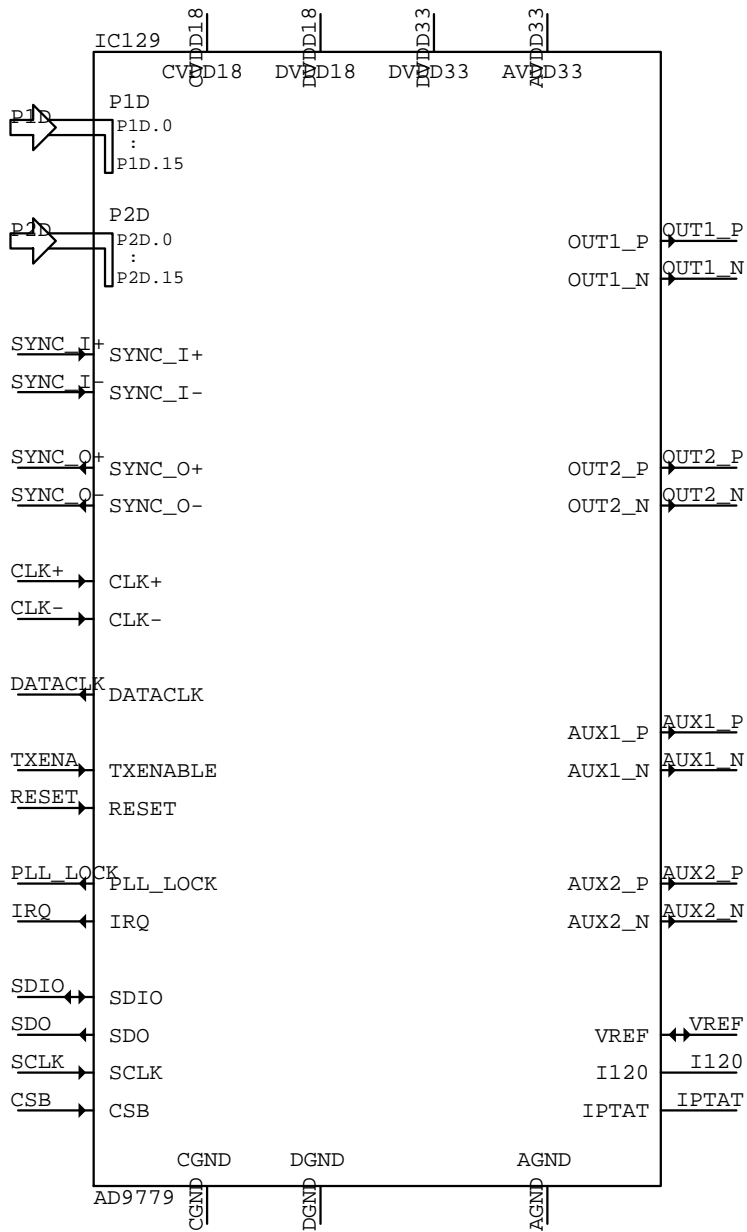 CVDD18 DVDD18 DVDD33 AVDD33
IC129
CVDD18 DVDD18 DVDD33 AVDD33
P1D P1D
P1D.0
:
P1D.15
P2D P2D
P2D.0
:
P2D.15
OUT1_P OUT1_P
OUT1_N OUT1_N
SYNC_I+ SYNC_I+
SYNC_I- SYNC_I-
SYNC_O+ SYNC_O+ OUT2_P OUT2_P
SYNC_O- SYNC_O- OUT2_N OUT2_N
CLK+ CLK+
CLK- CLK-
DATACLK DATACLK
AUX1_P AUX1_P
TXENA TXENABLE AUX1_N AUX1_N
RESET RESET
PLL_LOCK PLL_LOCK AUX2_P AUX2_P
IRQ IRQ AUX2_N AUX2_N
SDIO SDIO
SDO SDO VREF VREF
SCLK SCLK I120 I120
CSB CSB IPTAT IPTAT
CGND DGND AGND
AD9779
CGND DGND AGND